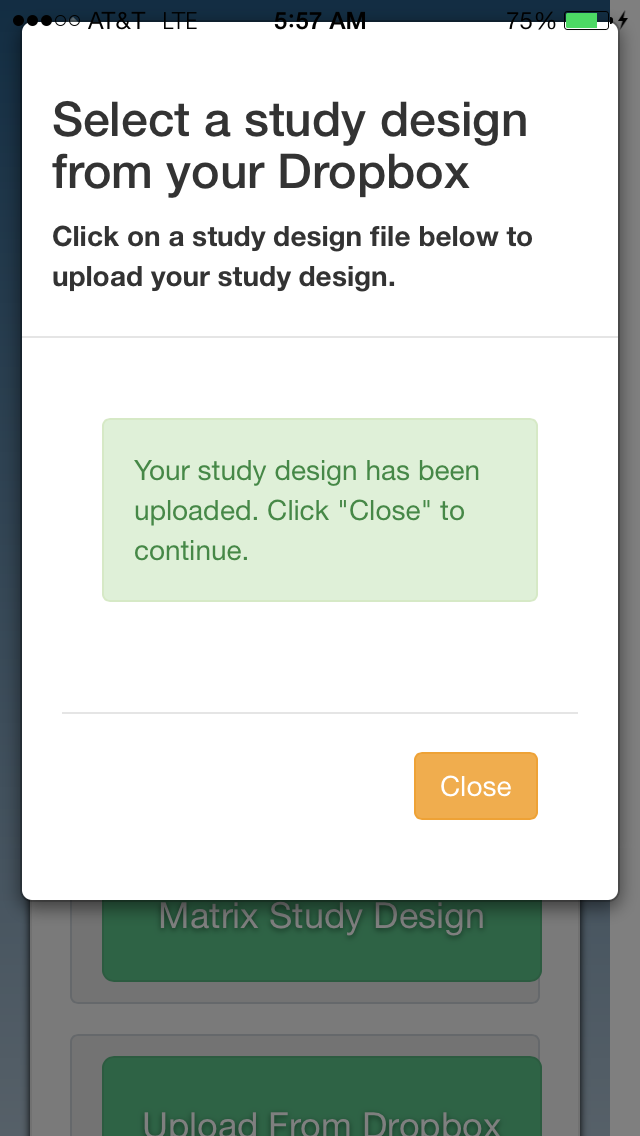 AT&T LTE 5:57 AM 75%
Select a study design
from your Dropbox
Click on a study design file below to
upload your study design.
Your study design has been
uploaded. Click "Close" to
continue.
Close
Matrix Study Design
Upload From Dropbox